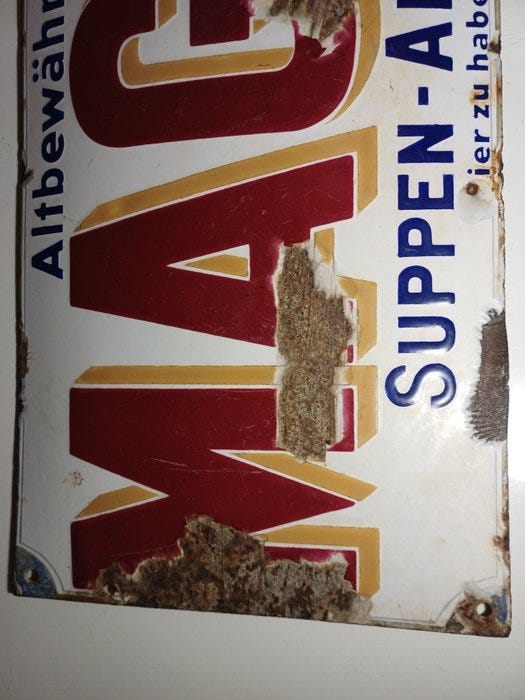 Altbewähr
MAG
SUPPEN-A
ier zu habe